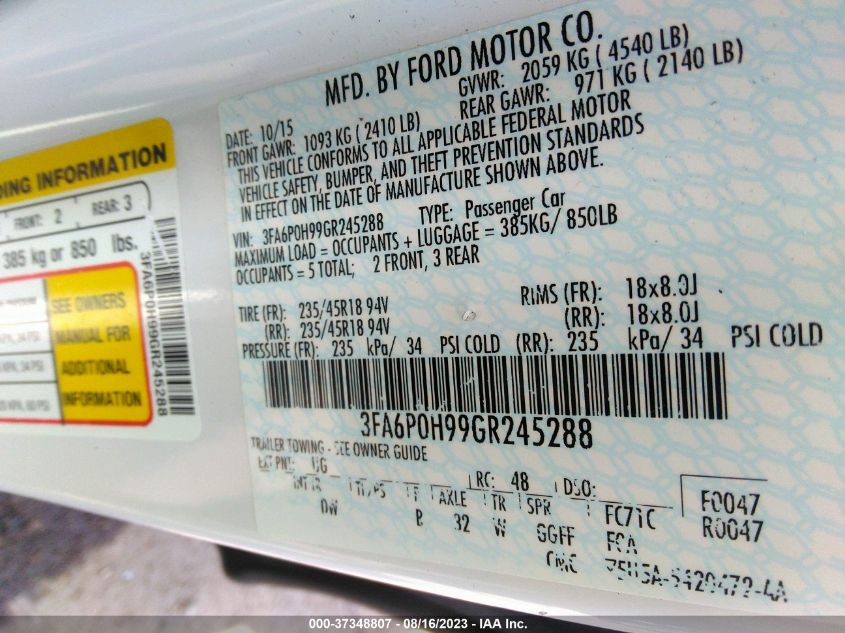 MFD. BY FORD MOTOR CO.
DATE: 10/15 GVWR: 2059 KG ( 4540 LB)
FRONT GAWR: 1093 KG ( 2410 LB) REAR GAWR: 971 KG ( 2140 LB)
THIS VEHICLE CONFORMS TO ALL APPLICABLE FEDERAL MOTOR
VEHICLE SAFETY, BUMPER, AND THEFT PREVENTION STANDARDS
IN EFFECT ON THE DATE OF MANUFACTURE SHOWN ABOVE.
VIN: 3FA6P0H99GR245288 TYPE: Passenger Car
MAXIMUM LOAD = OCCUPANTS + LUGGAGE = 385KG/ 850LB
OCCUPANTS = 5 TOTAL; 2 FRONT, 3 REAR
TIRE (FR): 235/45R18 94V RIMS (FR): 18x8.0J
(RR): 235/45R18 94V (RR): 18x8.0J
PRESSURE (FR): 235 kPa/ 34 PSI COLD (RR): 235 kPa/ 34 PSI COLD
3FA6P0H99GR245288
TRAILER TOWING - SEE OWNER GUIDE
EXT PNT: UG RC: 48 DSO:
AXLE TR SPR FC71C F0047
DW B 32 W GGFF R0047
DING INFORMATION
FRONT: 2 REAR: 3
385 kg or 850 lbs.
SEE OWNERS
MANUAL FOR
ADDITIONAL
INFORMATION
3FA6P0H99GR245288
000-37348807 - 08/16/2023 - IAA Inc.